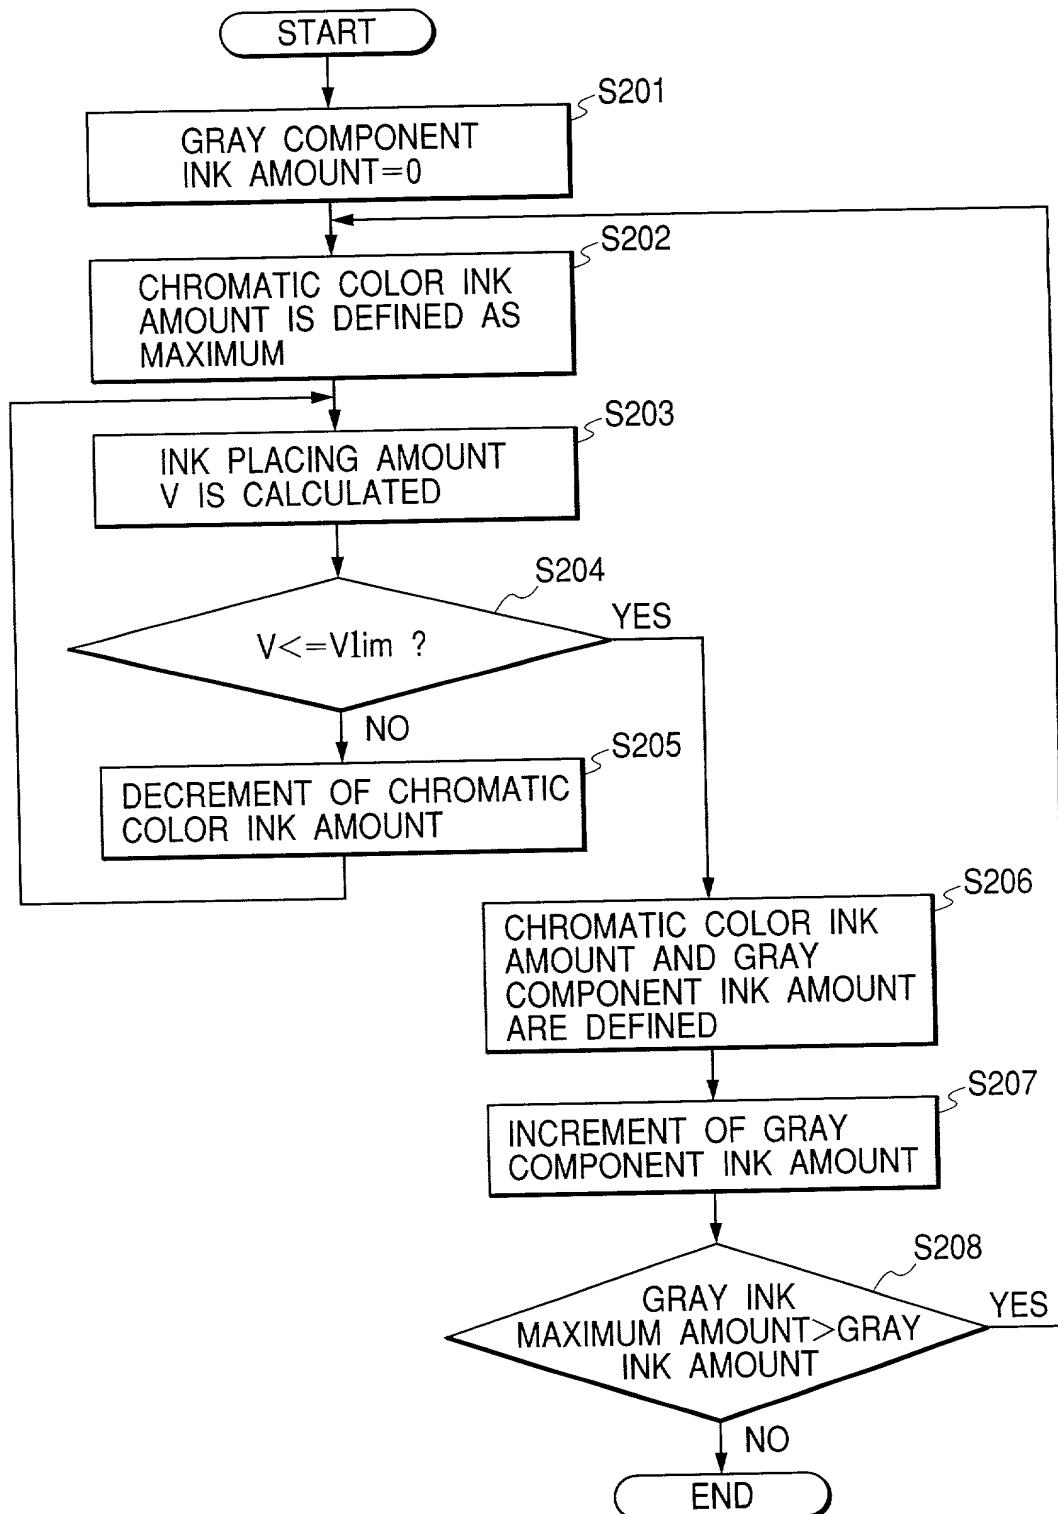 START
S201
GRAY COMPONENT
INK AMOUNT=0
S202
CHROMATIC COLOR INK
AMOUNT IS DEFINED AS
MAXIMUM
S203
INK PLACING AMOUNT
V IS CALCULATED
S204
V<=Vlim ?
YES
NO
S205
DECREMENT OF CHROMATIC
COLOR INK AMOUNT
S206
CHROMATIC COLOR INK
AMOUNT AND GRAY
COMPONENT INK AMOUNT
ARE DEFINED
S207
INCREMENT OF GRAY
COMPONENT INK AMOUNT
S208
GRAY INK
MAXIMUM AMOUNT>GRAY
INK AMOUNT
YES
NO
END